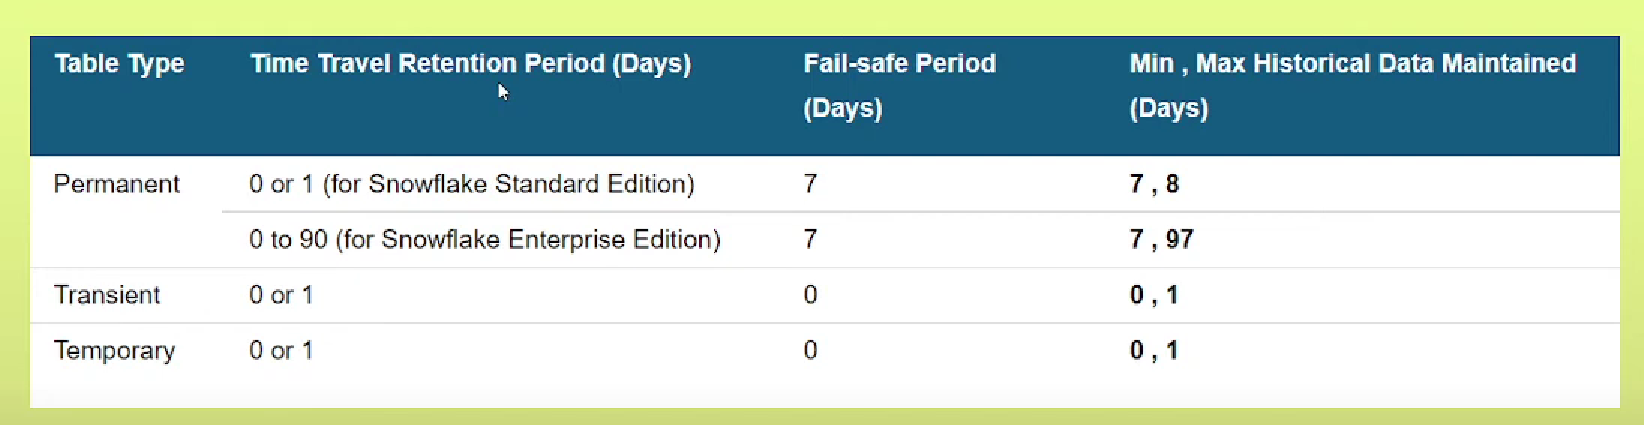 Table Type Time Travel Retention Period (Days) Fail-safe Period Min , Max Historical Data Maintained
(Days) (Days)
Permanent 0 or 1 (for Snowflake Standard Edition) 7 7 , 8
0 to 90 (for Snowflake Enterprise Edition) 7 7 , 97
Transient 0 or 1 0 0 , 1
Temporary 0 or 1 0 0 , 1